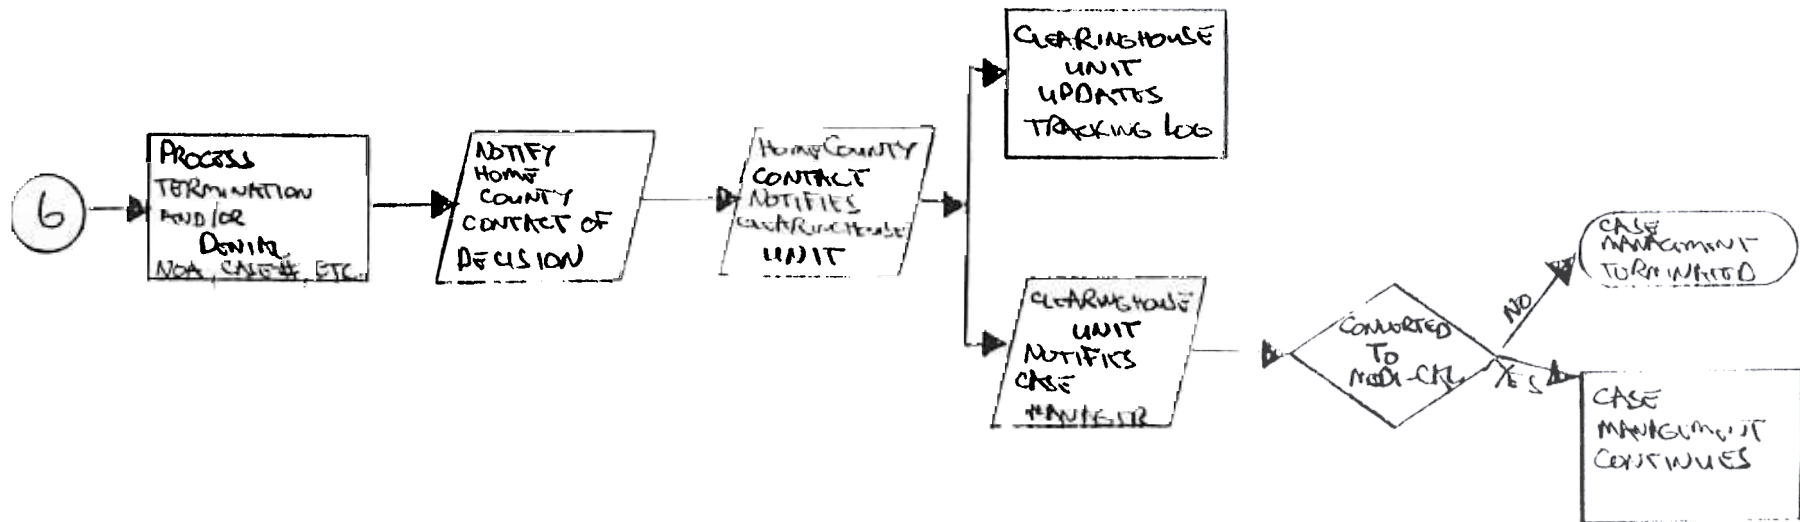 6
PROCESS
TERMINATION
AND/OR
DENIAL
NOA, CASE #, ETC.
NOTIFY
HOME
COUNTY
CONTACT OF
DECISION
HOME COUNTY
CONTACT
NOTIFIES
CLEARINGHOUSE
UNIT
CLEARINGHOUSE
UNIT
UPDATES
TRACKING LOG
CLEARINGHOUSE
UNIT
NOTIFIES
CASE
MANAGER
CONVERTED
TO
MEDI-CAL
NO
YES
CASE
MANAGEMENT
TERMINATED
CASE
MANAGEMENT
CONTINUES